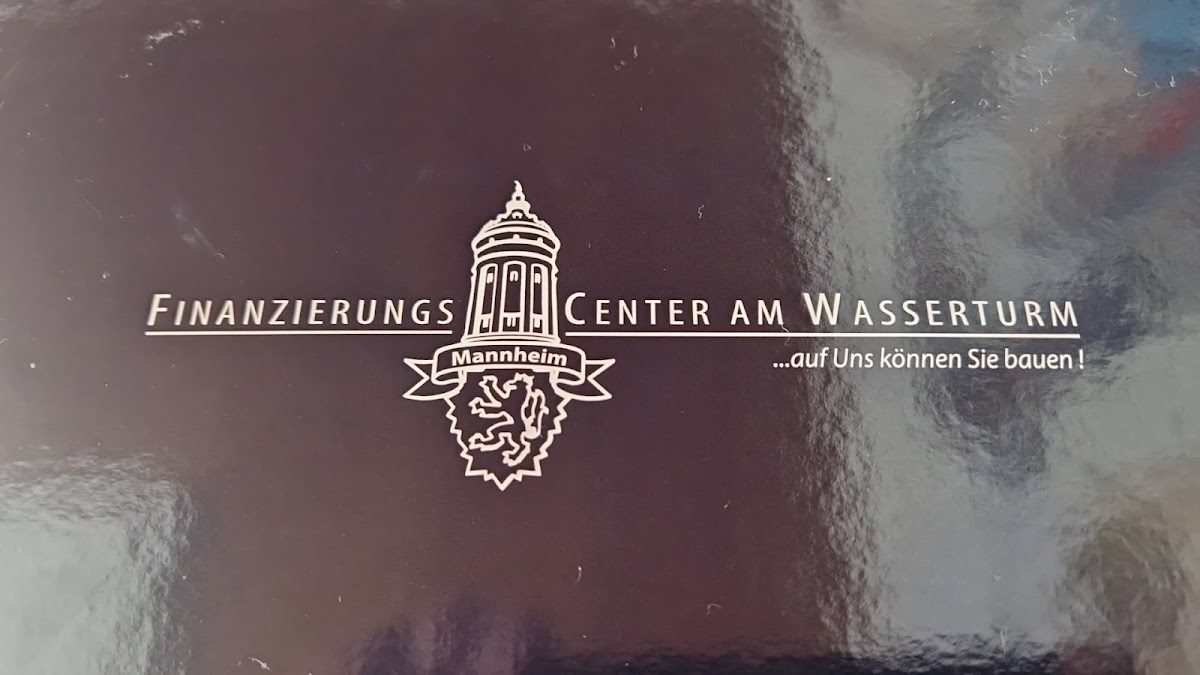 FINANZIERUNGS CENTER AM WASSERTURM
Mannheim
...auf Uns können Sie bauen !